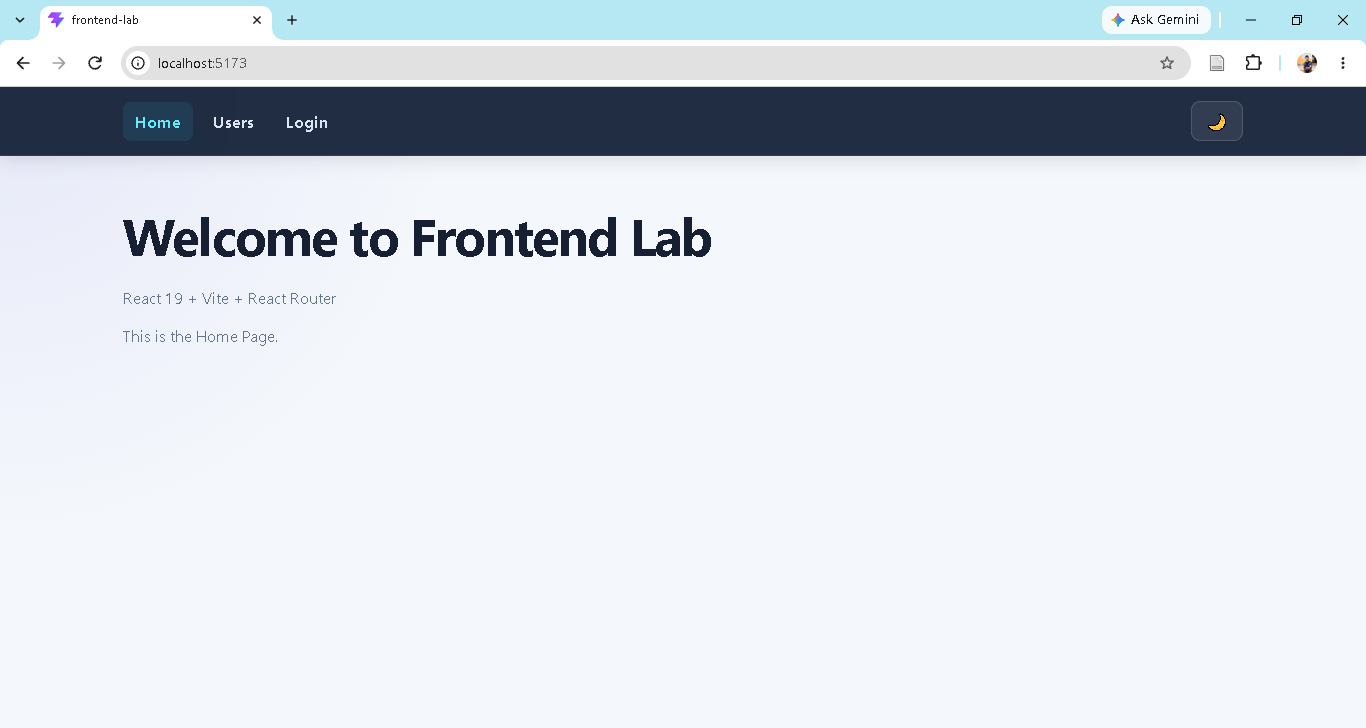 frontend-lab
Ask Gemini
localhost:5173
Home Users Login
Welcome to Frontend Lab
React 19 + Vite + React Router
This is the Home Page.